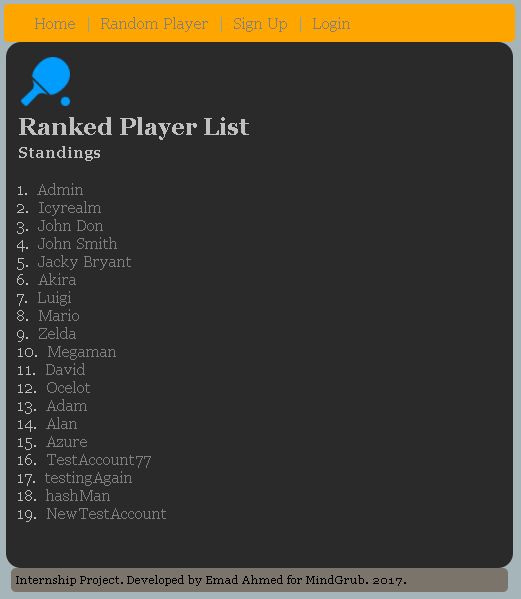 Home | Random Player | Sign Up | Login
Ranked Player List
Standings
1. Admin
2. Icyrealm
3. John Don
4. John Smith
5. Jacky Bryant
6. Akira
7. Luigi
8. Mario
9. Zelda
10. Megaman
11. David
12. Ocelot
13. Adam
14. Alan
15. Azure
16. TestAccount77
17. testingAgain
18. hashMan
19. NewTestAccount
Internship Project. Developed by Emad Ahmed for MindGrub. 2017.